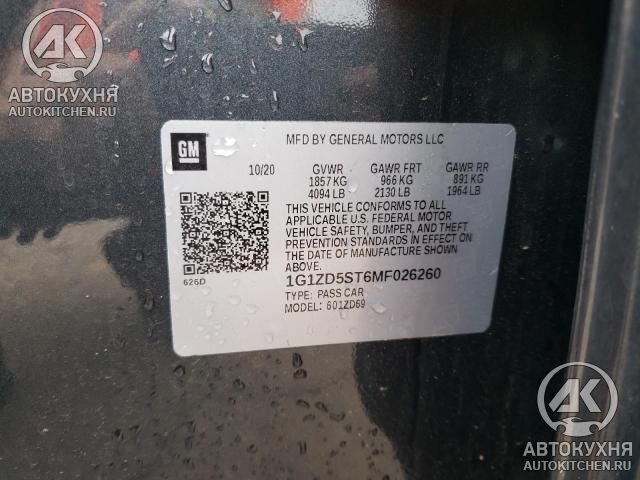 AK
АВТОКУХНЯ
AUTOKITCHEN.RU
GM
MFD BY GENERAL MOTORS LLC
10/20 GVWR GAWR FRT GAWR RR
1857 KG 966 KG 891 KG
4094 LB 2130 LB 1964 LB
THIS VEHICLE CONFORMS TO ALL
APPLICABLE U.S. FEDERAL MOTOR
VEHICLE SAFETY, BUMPER, AND THEFT
PREVENTION STANDARDS IN EFFECT ON
THE DATE OF MANUFACTURE SHOWN
ABOVE.
626D
1G1ZD5ST6MF026260
TYPE: PASS CAR
MODEL: 601ZD69
AK
АВТОКУХНЯ
AUTOKITCHEN.RU